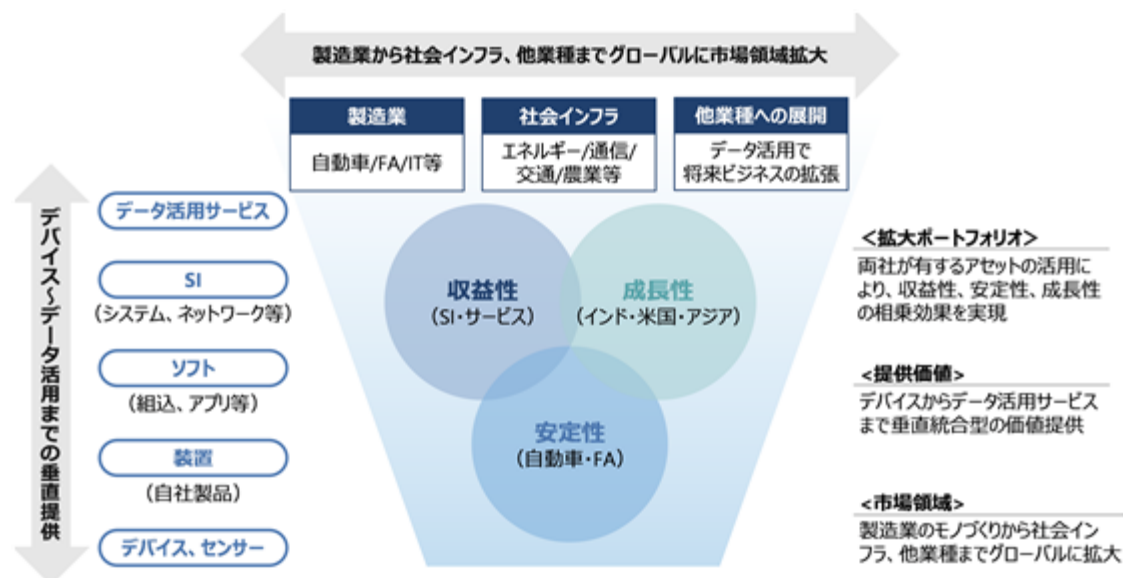 製造業から社会インフラ、他業種までグローバルに市場領域拡大
製造業
自動車/FA/IT等
社会インフラ
エネルギー/通信/
交通/農業等
他業種への展開
データ活用で
将来ビジネスの拡張
デバイス～データ活用までの垂直提供
データ活用サービス
SI
（システム、ネットワーク等）
ソフト
（組込、アプリ等）
装置
（自社製品）
デバイス、センサー
収益性
（SI・サービス）
成長性
（インド・米国・アジア）
安定性
（自動車・FA）
＜拡大ポートフォリオ＞
両社が有するアセットの活用に
より、収益性、安定性、成長性
の相乗効果を実現
<提供価値>
デバイスからデータ活用サービス
まで垂直統合型の価値提供
<市場領域>
製造業のモノづくりから社会イン
フラ、他業種までグローバルに拡大